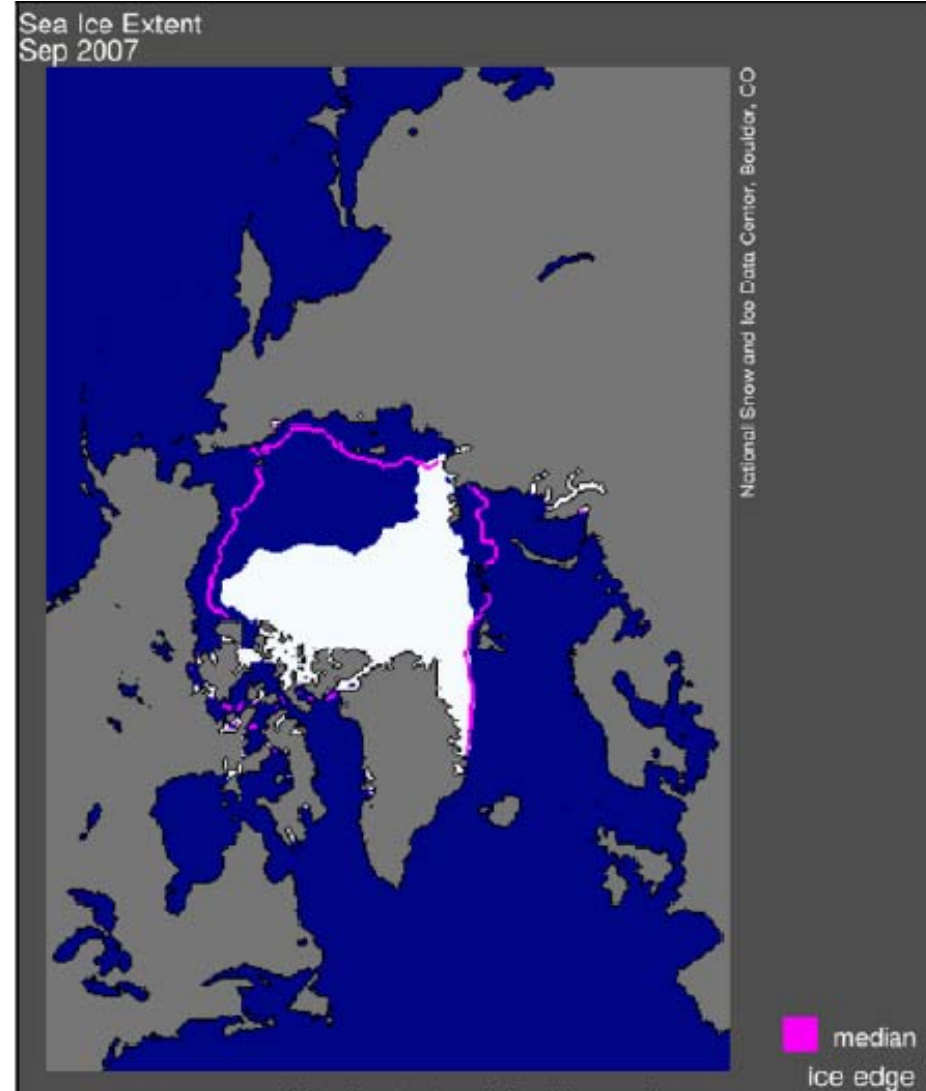 Sea Ice Extent
Sep 2007
National Snow and Ice Data Center, Boulder, CO
median
ice edge